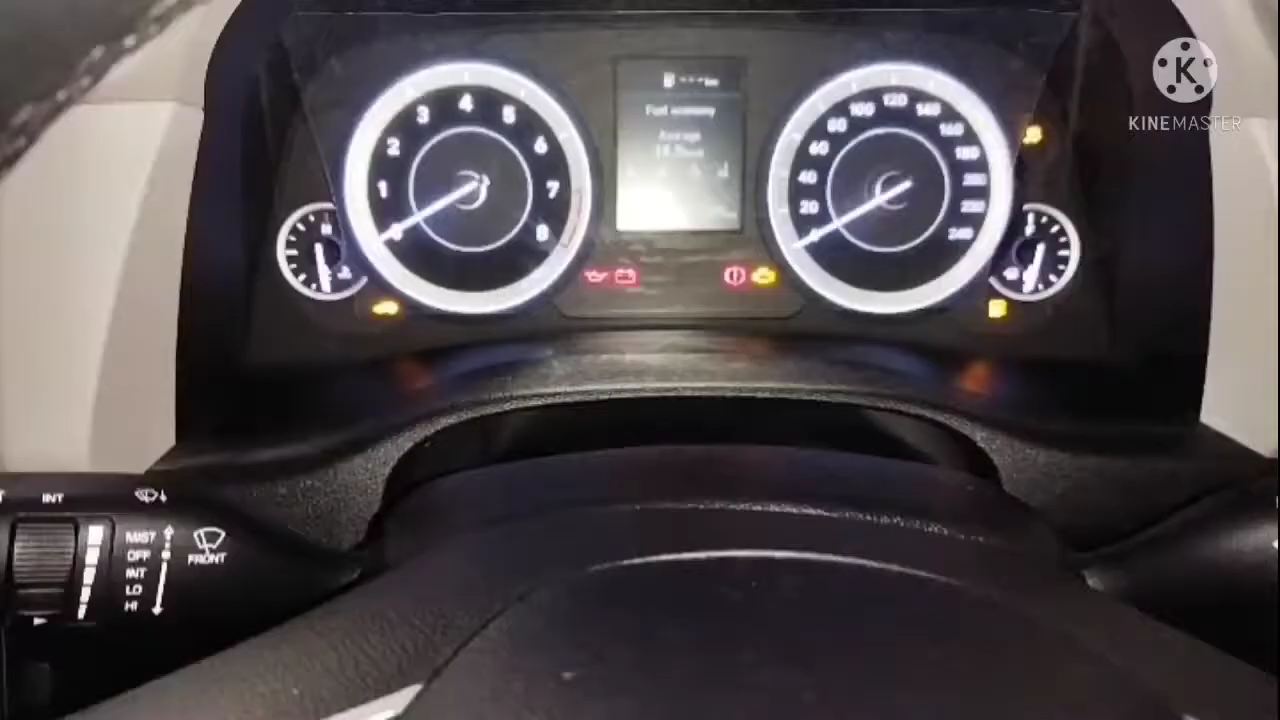 K
KINEMASTER
km
Fuel economy
Average
1
2
3
4
5
6
7
8
H
20
40
60
80
100
120
140
160
180
200
220
240
INT
MIST
OFF
INT
LO
HI
FRONT